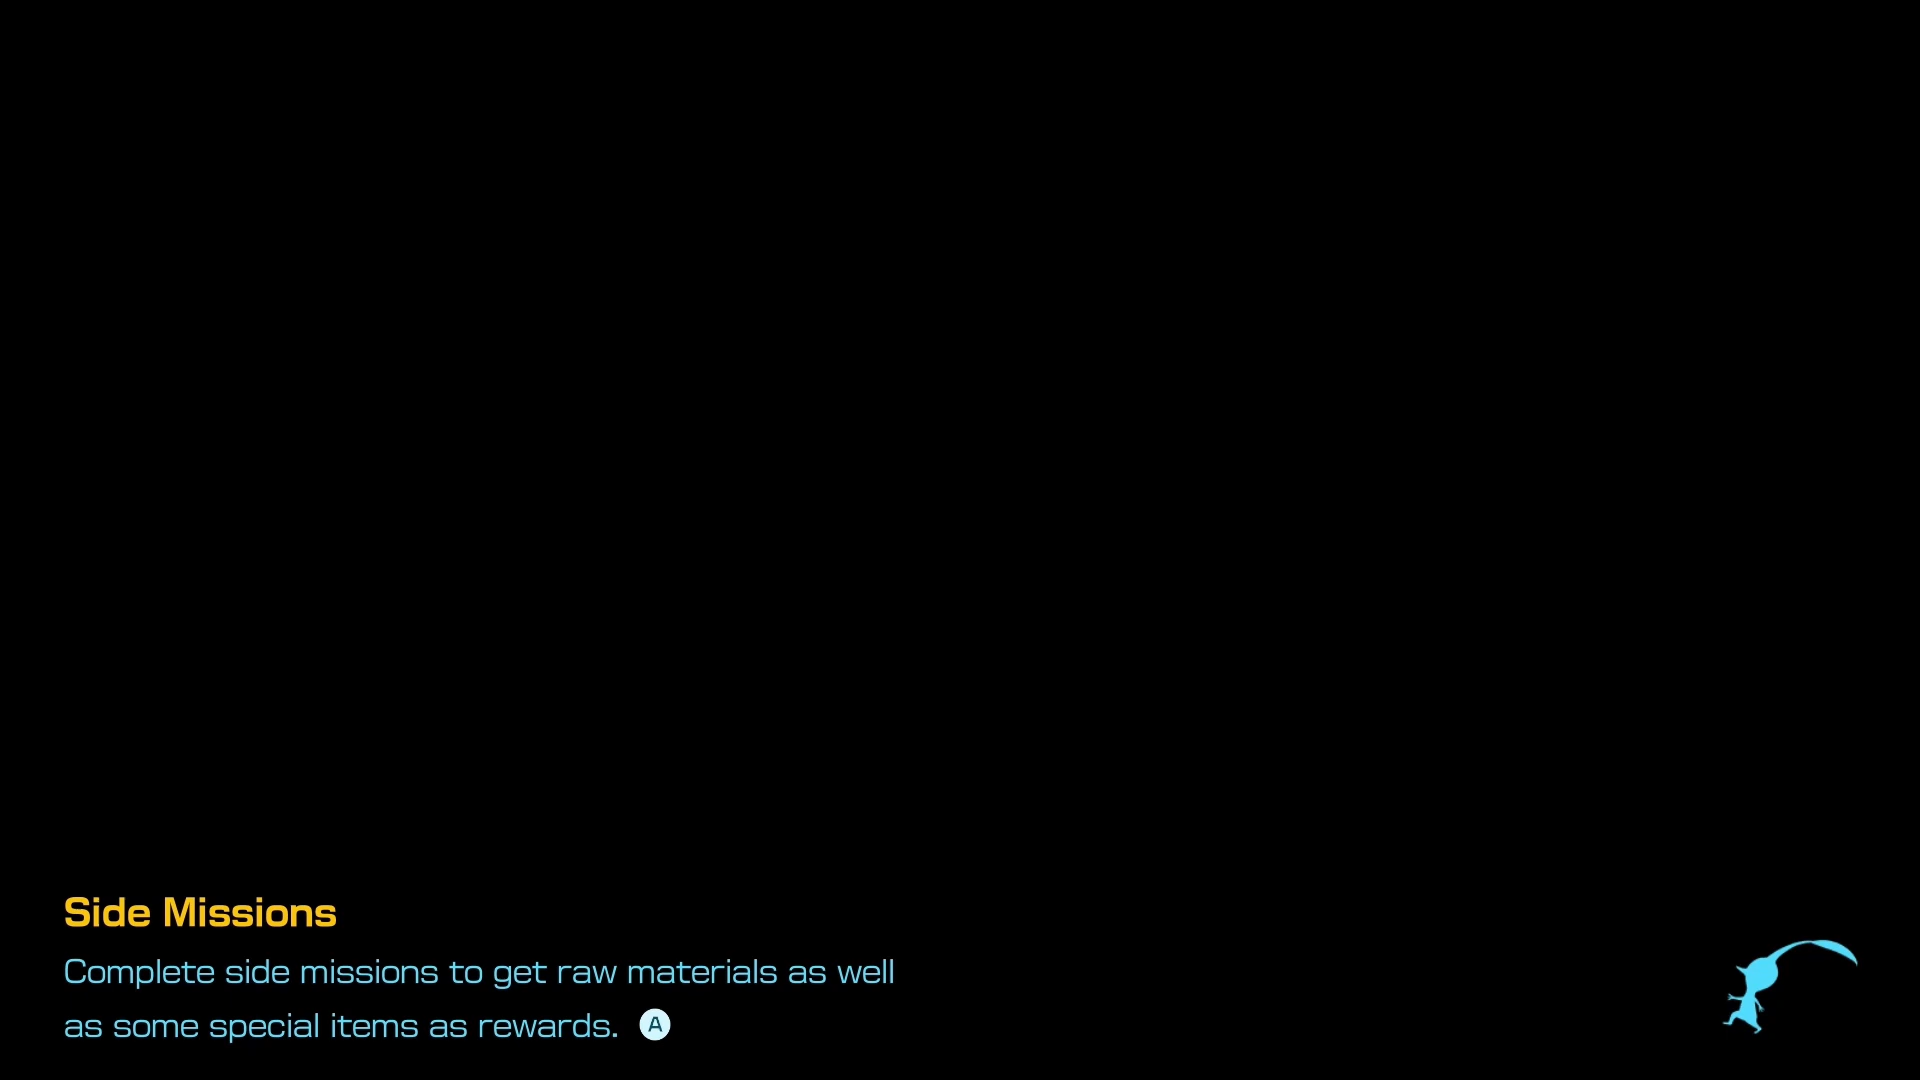 Side Missions
Complete side missions to get raw materials as well
as some special items as rewards. A